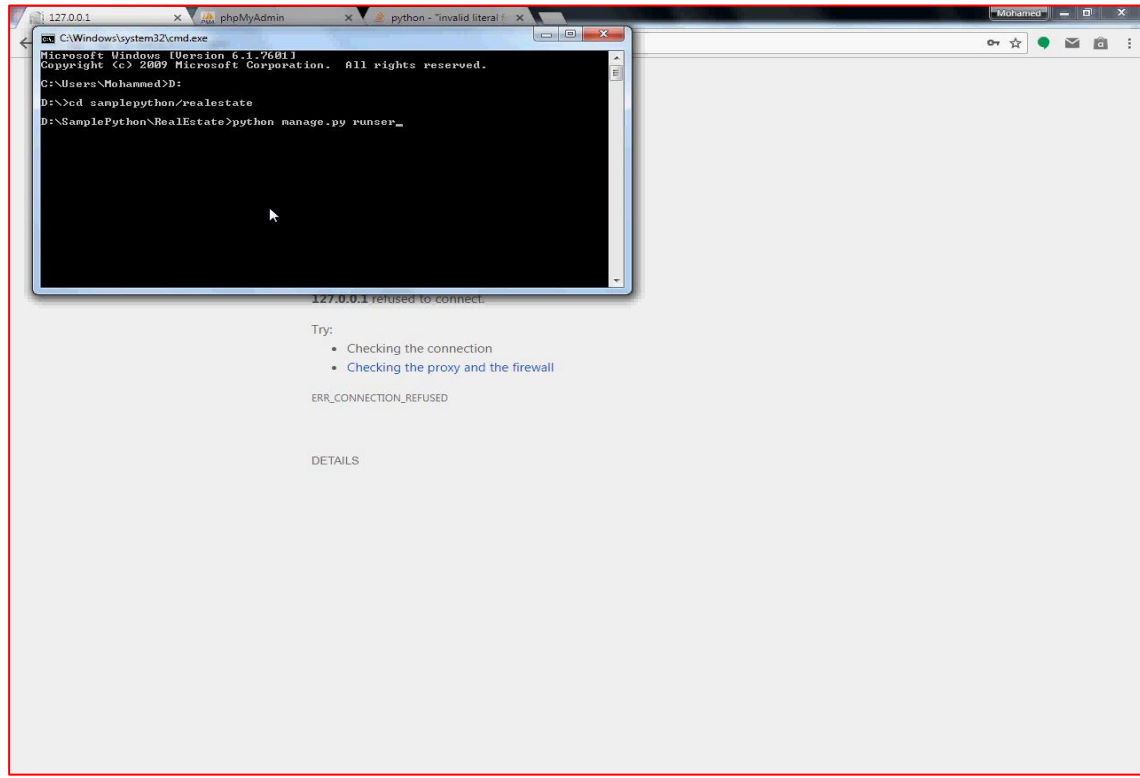 127.0.0.1
phpMyAdmin
python - "invalid literal f
Mohamed
C:\Windows\system32\cmd.exe
Microsoft Windows [Version 6.1.7601]
Copyright (c) 2009 Microsoft Corporation.  All rights reserved.
C:\Users\Mohammed>D:
D:\>cd samplepython/realestate
D:\SamplePython\RealEstate>python manage.py runser_
127.0.0.1 refused to connect.
Try:
• Checking the connection
• Checking the proxy and the firewall
ERR_CONNECTION_REFUSED
DETAILS